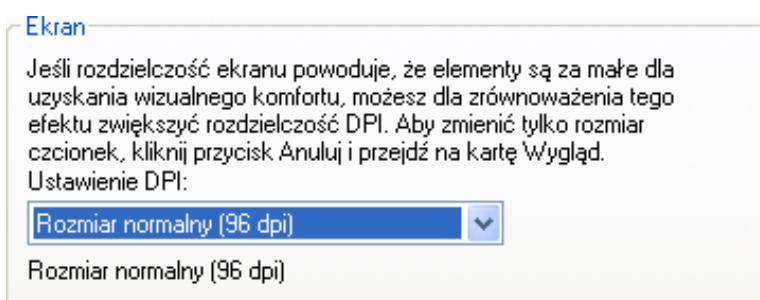 Ekran
Jeśli rozdzielczość ekranu powoduje, że elementy są za małe dla
uzyskania wizualnego komfortu, możesz dla zrównoważenia tego
efektu zwiększyć rozdzielczość DPI. Aby zmienić tylko rozmiar
czcionek, kliknij przycisk Anuluj i przejdź na kartę Wygląd.
Ustawienie DPI:
Rozmiar normalny (96 dpi)
Rozmiar normalny (96 dpi)